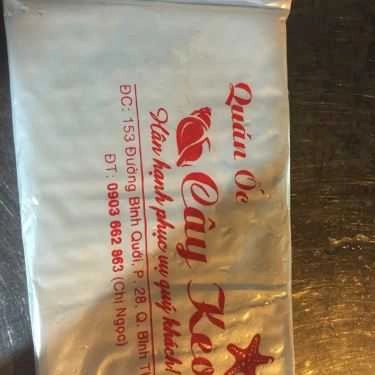 Quán Ốc
Cây Kèo
Hân hạnh phục vụ quý khách!
ĐC: 153 Đường Bình Quới, P. 28, Q. Bình
ĐT: 0903 662 863 (Chị Ngọc)